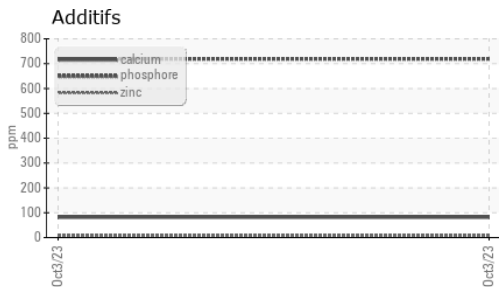 Additifs
800
700
600
500
400
300
200
100
0
ppm
calcium
phosphore
zinc
Oct3/23
Oct3/23